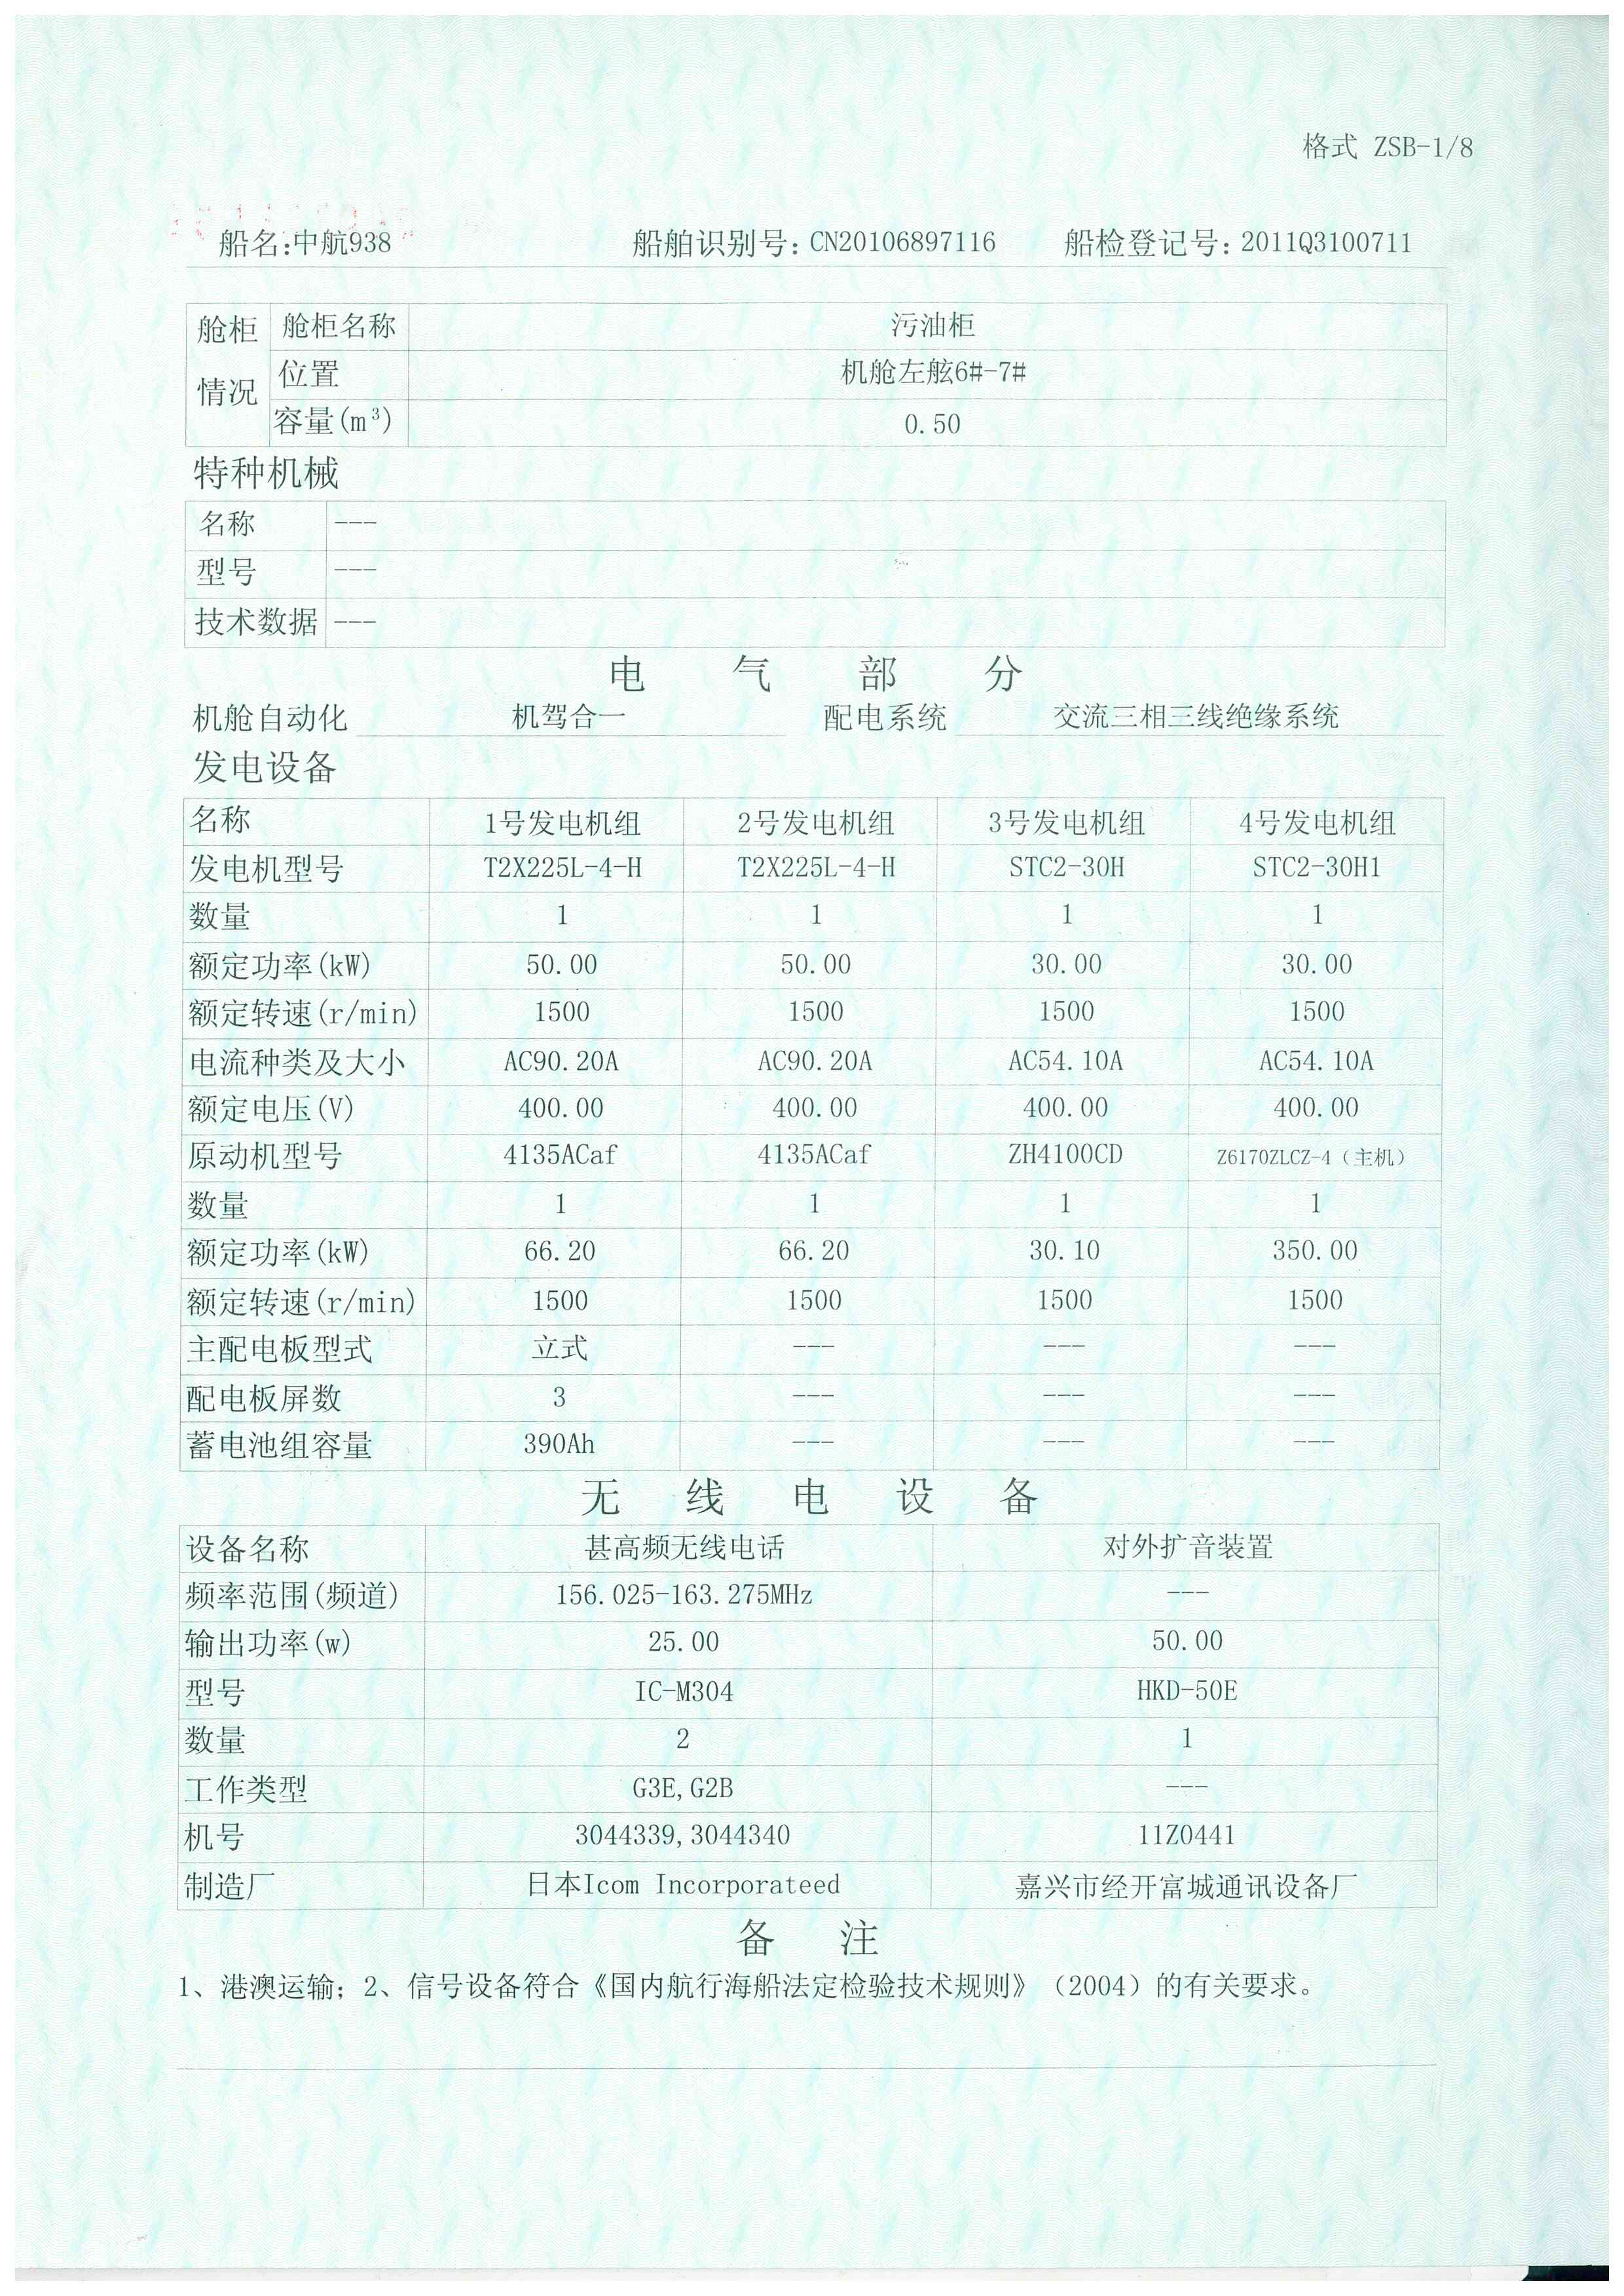 格式 ZSB-1/8
船名:中航938 船舶识别号: CN20106897116 船检登记号: 2011Q3100711
舱柜情况
舱柜名称 污油柜
位置 机舱左舷6#-7#
容量(m³) 0.50
特种机械
名称 ---
型号 ---
技术数据 ---
电气部分
机舱自动化 机驾合一 配电系统 交流三相三线绝缘系统
发电设备
名称 1号发电机组 2号发电机组 3号发电机组 4号发电机组
发电机型号 T2X225L-4-H T2X225L-4-H STC2-30H STC2-30H1
数量 1 1 1 1
额定功率(kW) 50.00 50.00 30.00 30.00
额定转速(r/min) 1500 1500 1500 1500
电流种类及大小 AC90.20A AC90.20A AC54.10A AC54.10A
额定电压(V) 400.00 400.00 400.00 400.00
原动机型号 4135ACaf 4135ACaf ZH4100CD Z6170ZLCZ-4（主机）
数量 1 1 1 1
额定功率(kW) 66.20 66.20 30.10 350.00
额定转速(r/min) 1500 1500 1500 1500
主配电板型式 立式 --- --- ---
配电板屏数 3 --- --- ---
蓄电池组容量 390Ah --- --- ---
无线电设备
设备名称 甚高频无线电话 对外扩音装置
频率范围(频道) 156.025-163.275MHz ---
输出功率(w) 25.00 50.00
型号 IC-M304 HKD-50E
数量 2 1
工作类型 G3E,G2B ---
机号 3044339,3044340 11Z0441
制造厂 日本Icom Incorporateed 嘉兴市经开富城通讯设备厂
备注
1、港澳运输；2、信号设备符合《国内航行海船法定检验技术规则》（2004）的有关要求。